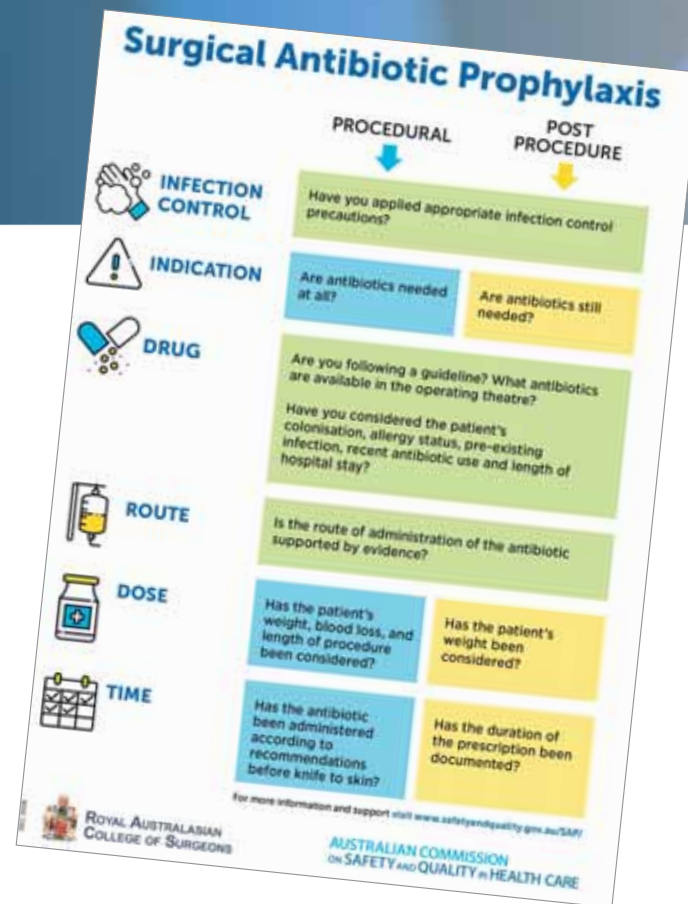 Surgical Antibiotic Prophylaxis
PROCEDURAL
POST
PROCEDURE
INFECTION
CONTROL
Have you applied appropriate infection control
precautions?
INDICATION
Are antibiotics needed
at all?
Are antibiotics still
needed?
DRUG
Are you following a guideline? What antibiotics
are available in the operating theatre?
Have you considered the patient's
colonisation, allergy status, pre-existing
infection, recent antibiotic use and length of
hospital stay?
ROUTE
Is the route of administration of the antibiotic
supported by evidence?
DOSE
Has the patient's
weight, blood loss, and
length of procedure
been considered?
Has the patient's
weight been
considered?
TIME
Has the antibiotic
been administered
according to
recommendations
before knife to skin?
Has the duration of
the prescription been
documented?
For more information and support visit www.safetyandquality.gov.au/SAP/
ROYAL AUSTRALASIAN
COLLEGE OF SURGEONS
AUSTRALIAN COMMISSION
ON SAFETY AND QUALITY IN HEALTH CARE